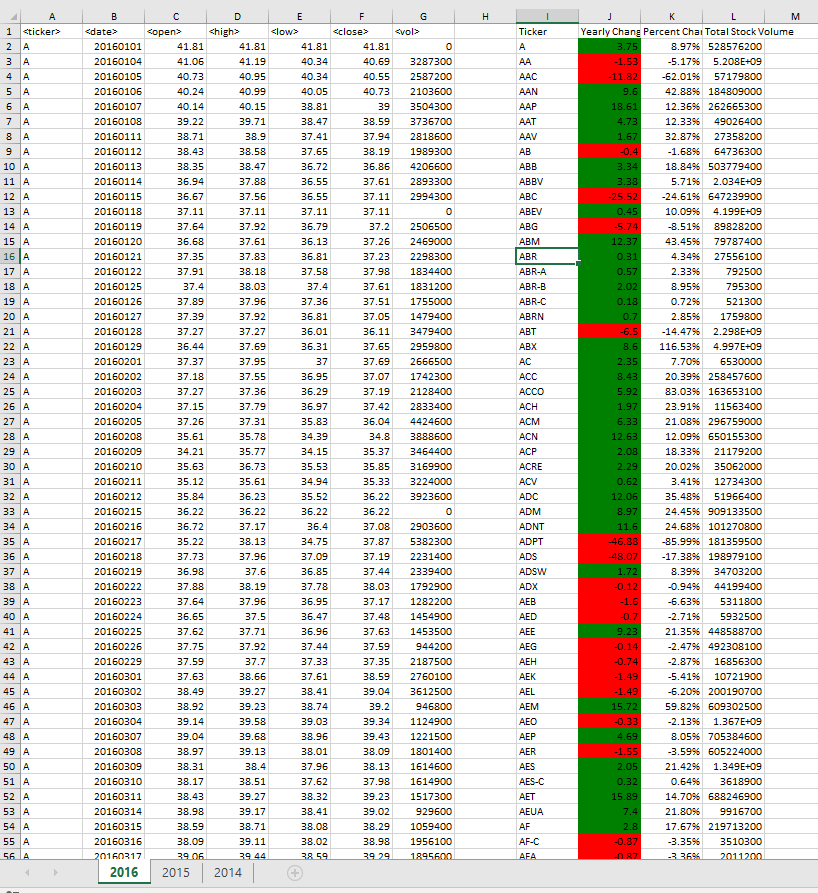 A B C D E F G H I J K L M
1 <ticker> <date> <open> <high> <low> <close> <vol> Ticker Yearly Chang Percent Chai Total Stock Volume
2 A 20160101 41.81 41.81 41.81 41.81 0 A 3.75 8.97% 528576200
3 A 20160104 41.06 41.19 40.34 40.69 3287300 AA -1.53 -5.17% 5.208E+09
4 A 20160105 40.73 40.95 40.34 40.55 2587200 AAC -11.82 -62.01% 57179800
5 A 20160106 40.24 40.99 40.05 40.73 2103600 AAN 9.6 42.88% 184809000
6 A 20160107 40.14 40.15 38.81 39 3504300 AAP 18.61 12.36% 262665300
7 A 20160108 39.22 39.71 38.47 38.59 3736700 AAT 4.73 12.33% 49026400
8 A 20160111 38.71 38.9 37.41 37.94 2818600 AAV 1.67 32.87% 27358200
9 A 20160112 38.43 38.58 37.65 38.19 1989300 AB -0.4 -1.68% 64736300
10 A 20160113 38.35 38.47 36.72 36.86 4206600 ABB 3.34 18.84% 503779400
11 A 20160114 36.94 37.88 36.55 37.61 2893300 ABBV 3.38 5.71% 2.034E+09
12 A 20160115 36.67 37.56 36.55 37.11 2994300 ABC -25.52 -24.61% 647239900
13 A 20160118 37.11 37.11 37.11 37.11 0 ABEV 0.45 10.09% 4.199E+09
14 A 20160119 37.64 37.92 36.79 37.2 2506500 ABG -5.74 -8.51% 89828200
15 A 20160120 36.68 37.61 36.13 37.26 2469000 ABM 12.37 43.45% 79787400
16 A 20160121 37.35 37.83 36.81 37.23 2298300 ABR 0.31 4.34% 27556100
17 A 20160122 37.91 38.18 37.58 37.98 1834400 ABR-A 0.57 2.33% 792500
18 A 20160125 37.4 38.03 37.4 37.61 1831200 ABR-B 2.02 8.95% 795300
19 A 20160126 37.89 37.96 37.36 37.51 1755000 ABR-C 0.18 0.72% 521300
20 A 20160127 37.39 37.92 36.81 37.05 1479400 ABRN 0.7 2.85% 1759800
21 A 20160128 37.27 37.27 36.01 36.11 3479400 ABT -6.5 -14.47% 2.298E+09
22 A 20160129 36.44 37.69 36.31 37.65 2959800 ABX 8.6 116.53% 4.997E+09
23 A 20160201 37.37 37.95 37 37.69 2666500 AC 2.35 7.70% 6530000
24 A 20160202 37.18 37.55 36.95 37.07 1742300 ACC 8.43 20.39% 258457600
25 A 20160203 37.27 37.36 36.29 37.19 2128400 ACCO 5.92 83.03% 163653100
26 A 20160204 37.15 37.79 36.97 37.42 2833400 ACH 1.97 23.91% 11563400
27 A 20160205 37.26 37.31 35.83 36.04 4424600 ACM 6.33 21.08% 296759000
28 A 20160208 35.61 35.78 34.39 34.8 3888600 ACN 12.63 12.09% 650155300
29 A 20160209 34.21 35.77 34.15 35.37 3464400 ACP 2.08 18.33% 21179200
30 A 20160210 35.63 36.73 35.53 35.85 3169900 ACRE 2.29 20.02% 35062000
31 A 20160211 35.12 35.61 34.94 35.33 3224000 ACV 0.62 3.41% 12734300
32 A 20160212 35.84 36.23 35.52 36.22 3923600 ADC 12.06 35.48% 51966400
33 A 20160215 36.22 36.22 36.22 36.22 0 ADM 8.97 24.45% 909133500
34 A 20160216 36.72 37.17 36.4 37.08 2903600 ADNT 11.6 24.68% 101270800
35 A 20160217 35.22 38.13 34.75 37.87 5382300 ADPT -46.88 -85.99% 181359500
36 A 20160218 37.73 37.96 37.09 37.19 2231400 ADS -48.07 -17.38% 198979100
37 A 20160219 36.98 37.6 36.85 37.44 2339400 ADSW 1.72 8.39% 34703200
38 A 20160222 37.88 38.19 37.78 38.03 1792900 ADX -0.12 -0.94% 44199400
39 A 20160223 37.64 37.96 36.95 37.17 1282200 AEB -1.6 -6.63% 5311800
40 A 20160224 36.65 37.5 36.47 37.48 1454900 AED -0.7 -2.71% 5932500
41 A 20160225 37.62 37.71 36.96 37.63 1453500 AEE 9.23 21.35% 448588700
42 A 20160226 37.75 37.92 37.44 37.59 944200 AEG -0.14 -2.47% 492308100
43 A 20160229 37.59 37.7 37.33 37.35 2187500 AEH -0.74 -2.87% 16856300
44 A 20160301 37.63 38.66 37.61 38.59 2760100 AEK -1.49 -5.41% 10721900
45 A 20160302 38.49 39.27 38.41 39.04 3612500 AEL -1.49 -6.20% 200190700
46 A 20160303 38.92 39.23 38.74 39.2 946800 AEM 15.72 59.82% 609302500
47 A 20160304 39.14 39.58 39.03 39.34 1124900 AEO -0.33 -2.13% 1.367E+09
48 A 20160307 39.04 39.68 38.96 39.43 1221500 AEP 4.69 8.05% 705384600
49 A 20160308 38.97 39.13 38.01 38.09 1801400 AER -1.55 -3.59% 605224000
50 A 20160309 38.31 38.4 37.96 38.13 1614600 AES 2.05 21.42% 1.349E+09
51 A 20160310 38.17 38.51 37.62 37.98 1614900 AES-C 0.32 0.64% 3618900
52 A 20160311 38.43 39.27 38.32 39.23 1517300 AET 15.89 14.70% 688246900
53 A 20160314 38.98 39.17 38.41 39.02 929600 AEUA 7.4 21.80% 9916700
54 A 20160315 38.59 38.71 38.08 38.29 1059400 AF 2.8 17.67% 219713200
55 A 20160316 38.09 39.11 38.02 38.98 1956100 AF-C -0.87 -3.35% 3510300
56 A 20160317 39.06 39.44 38.59 39.29 1895600 AFA -0.87 -3.36% 2011200
2016 2015 2014